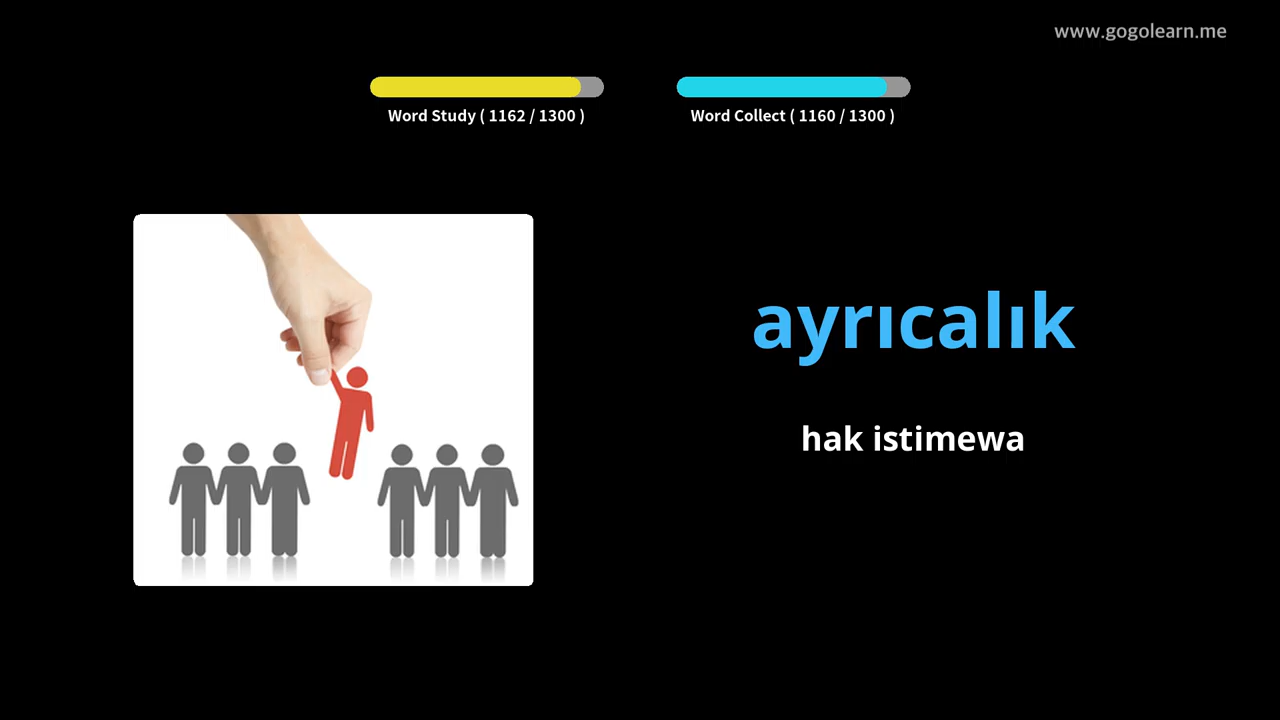 www.gogolearn.me
Word Study ( 1162 / 1300 )
Word Collect ( 1160 / 1300 )
ayrıcalık
hak istimewa